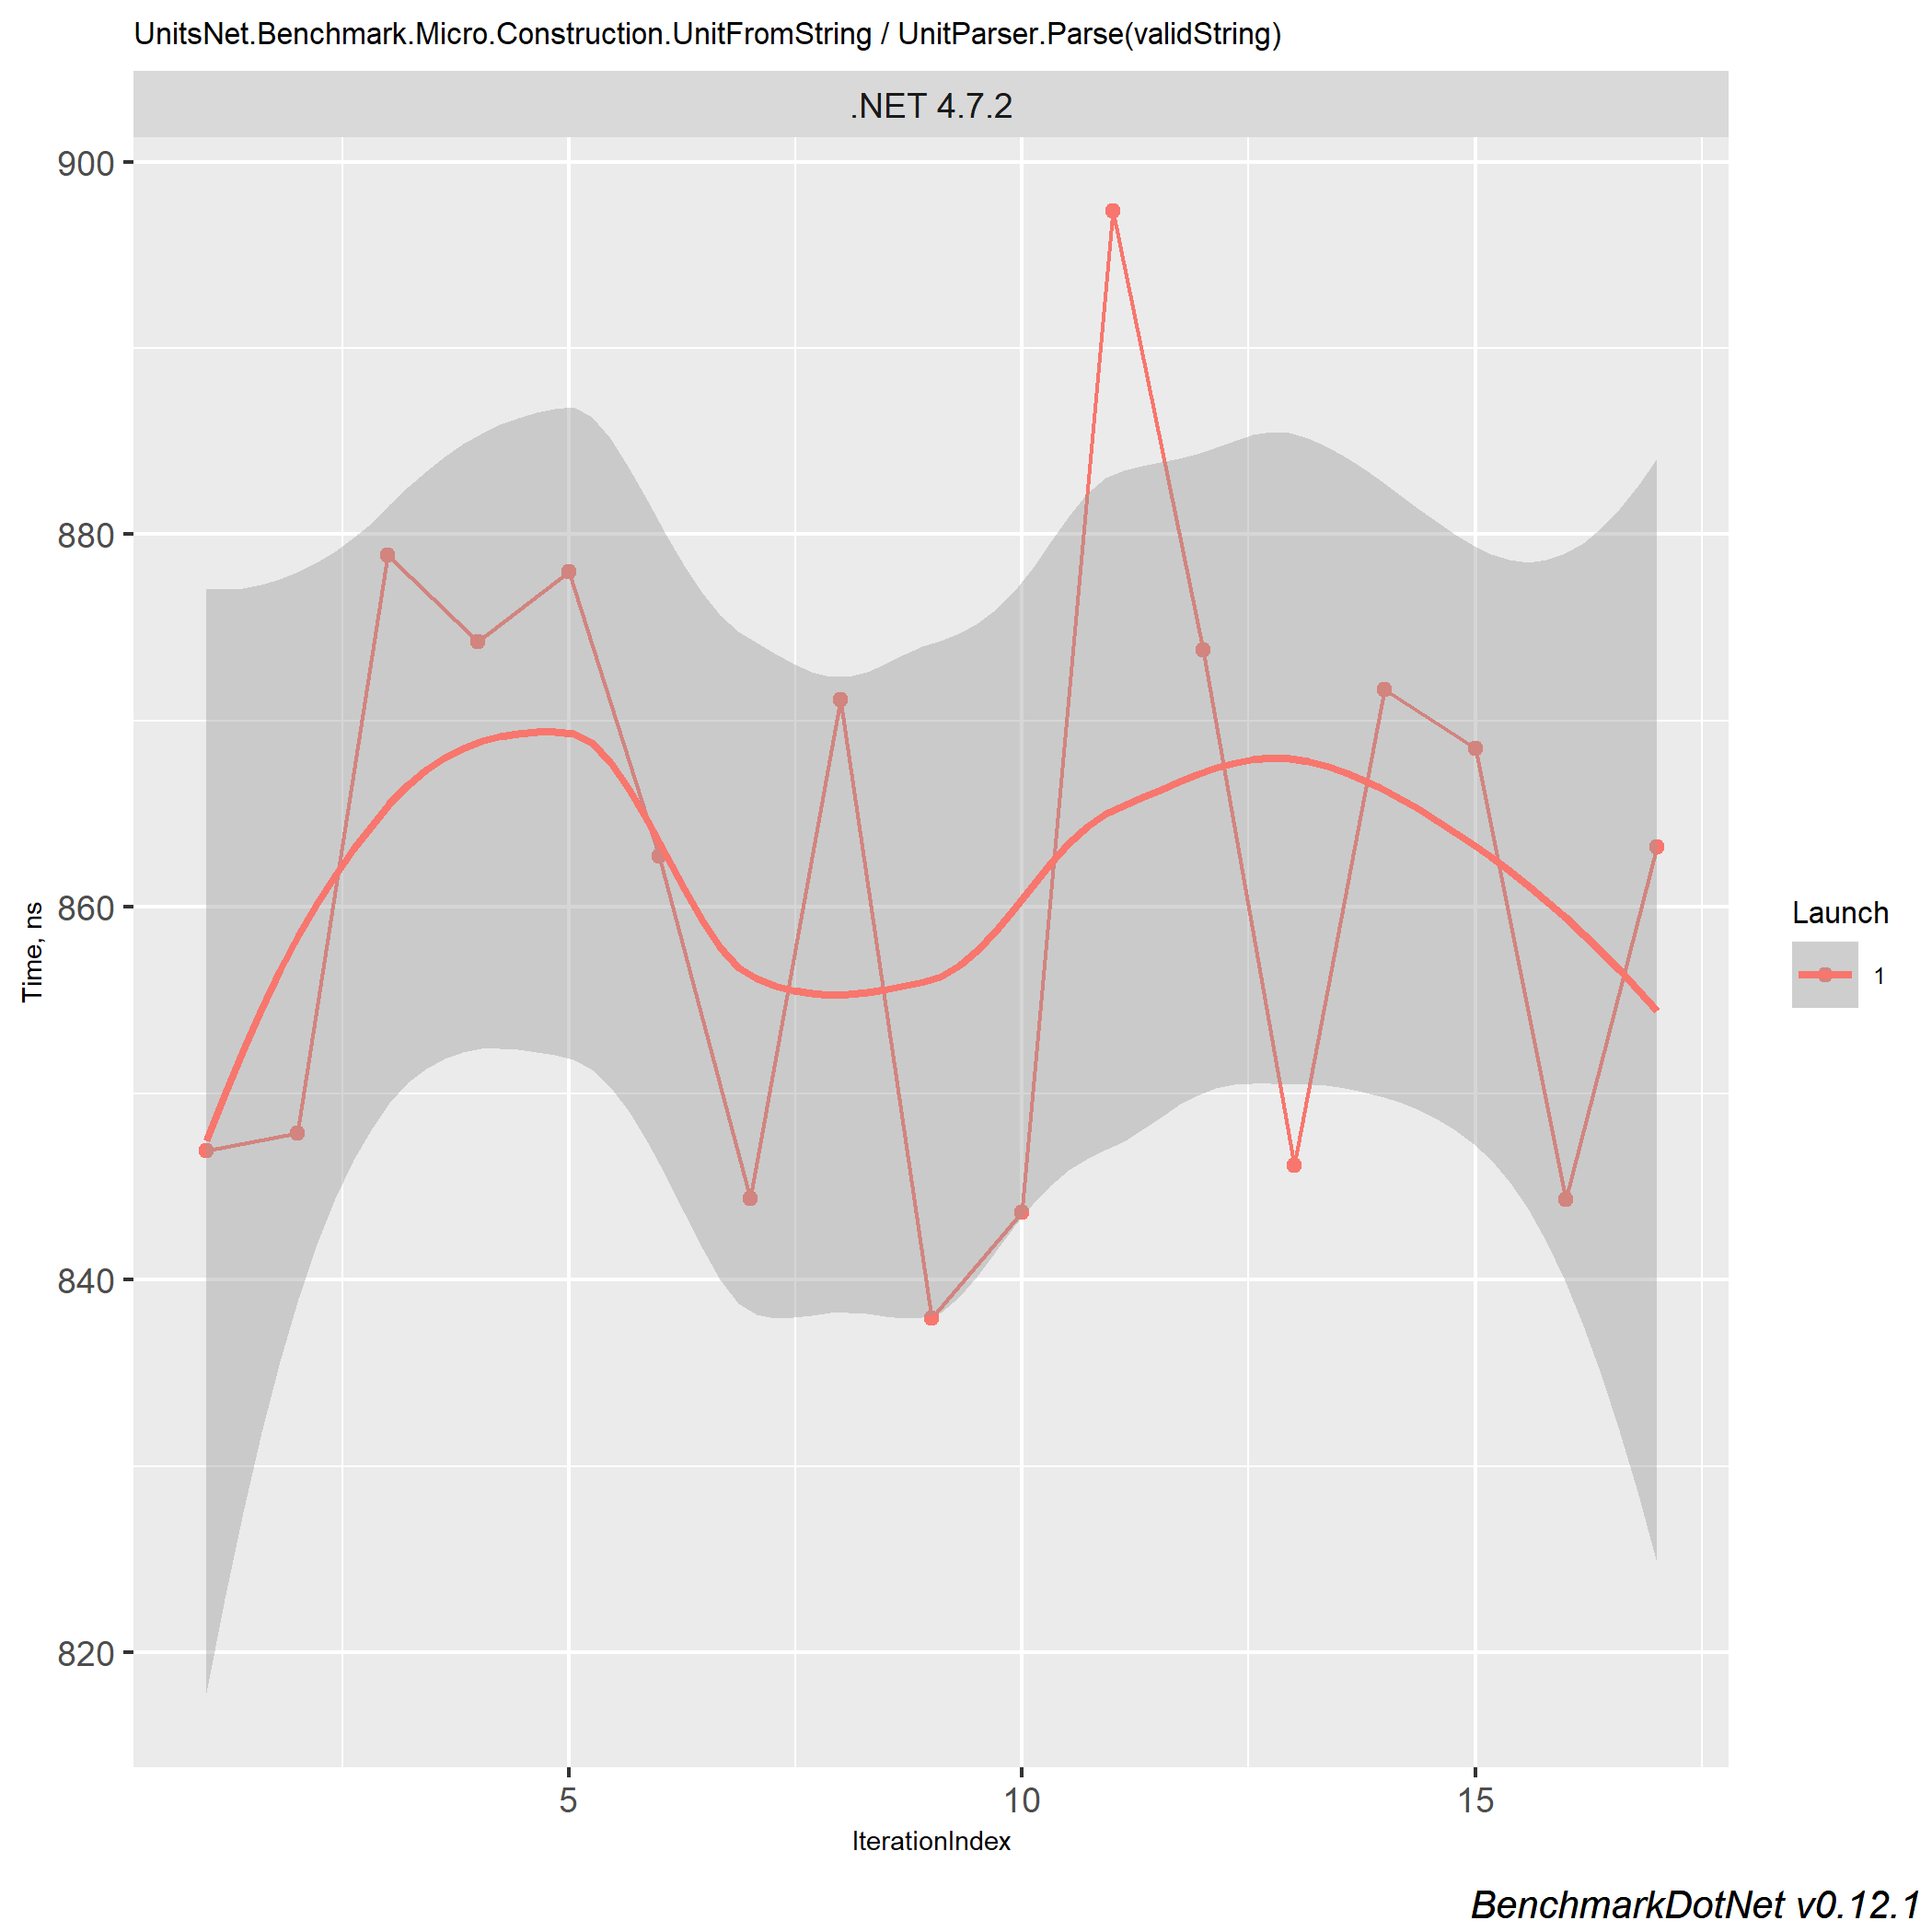 UnitsNet.Benchmark.Micro.Construction.UnitFromString / UnitParser.Parse(validString)
.NET 4.7.2
900
880
860
840
820
Time, ns
5 10 15
IterationIndex
Launch
1
BenchmarkDotNet v0.12.1